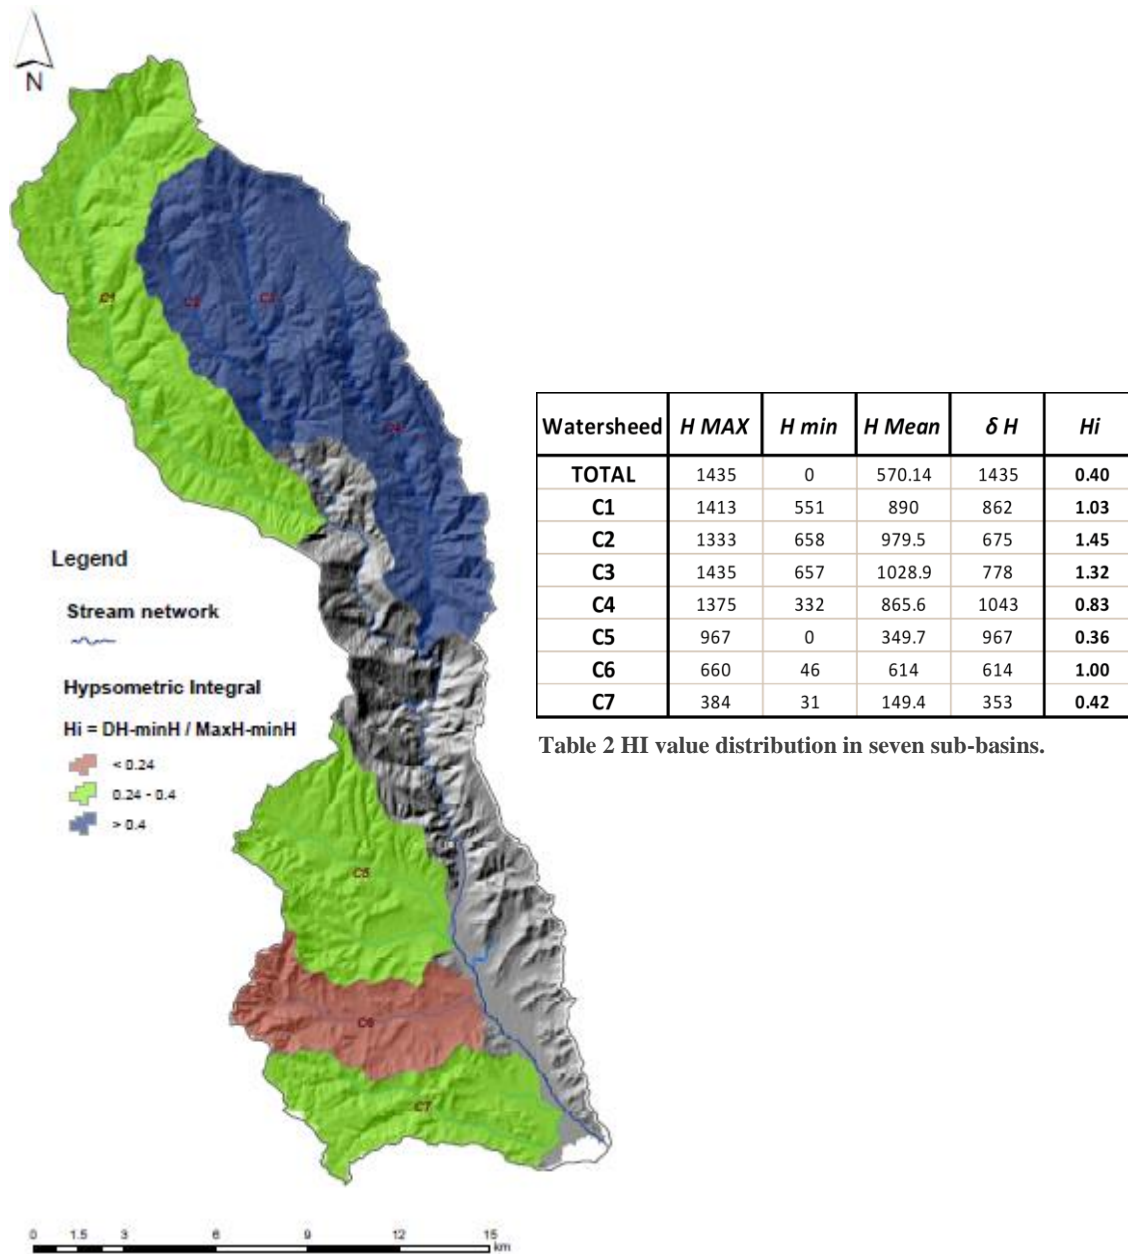 N
C1
C2
C3
C4
Legend
Stream network
Hypsometric Integral
Hi = DH-minH / MaxH-minH
< 0.24
0.24 - 0.4
> 0.4
C5
C6
C7
0 1.5 3 6 9 12 15
km
Watersheed H MAX H min H Mean δ H Hi
TOTAL 1435 0 570.14 1435 0.40
C1 1413 551 890 862 1.03
C2 1333 658 979.5 675 1.45
C3 1435 657 1028.9 778 1.32
C4 1375 332 865.6 1043 0.83
C5 967 0 349.7 967 0.36
C6 660 46 614 614 1.00
C7 384 31 149.4 353 0.42
Table 2 HI value distribution in seven sub-basins.